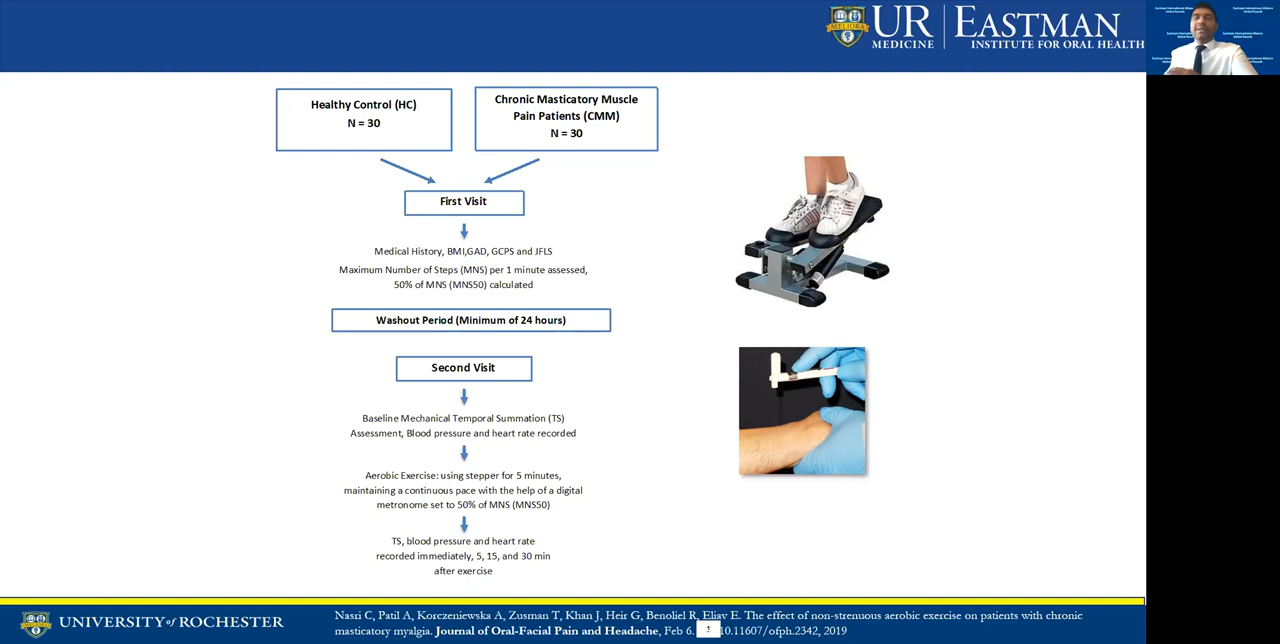 UR
MEDICINE
EASTMAN
INSTITUTE FOR ORAL HEALTH
MELIORA
Eastman International Alliance
Global Rounds
Healthy Control (HC)
N = 30
Chronic Masticatory Muscle
Pain Patients (CMM)
N = 30
First Visit
Medical History, BMI,GAD, GCPS and JFLS
Maximum Number of Steps (MNS) per 1 minute assessed,
50% of MNS (MNS50) calculated
Washout Period (Minimum of 24 hours)
Second Visit
Baseline Mechanical Temporal Summation (TS)
Assessment, Blood pressure and heart rate recorded
Aerobic Exercise: using stepper for 5 minutes,
maintaining a continuous pace with the help of a digital
metronome set to 50% of MNS (MNS50)
TS, blood pressure and heart rate
recorded immediately, 5, 15, and 30 min
after exercise
UNIVERSITY of ROCHESTER
Nasri C, Patil A, Korczeniewska A, Zusman T, Khan J, Heir G, Benoliel R, Eliav E. The effect of non-strenuous aerobic exercise on patients with chronic
masticatory myalgia. Journal of Oral-Facial Pain and Headache, Feb 6. 10.11607/ofph.2342, 2019